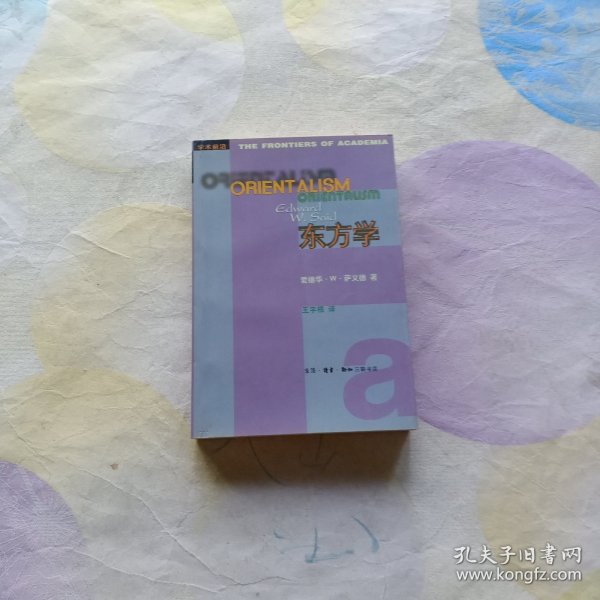 学术前沿
THE FRONTIERS OF ACADEMIA
ORIENTALISM
ORIENTALISM
ORIENTALISM
Edward
W. Said
东方学
爱德华·W·萨义德 著
王宇根 译
生活·读书·新知三联书店
a
孔夫子旧书网
www.kongfz.com